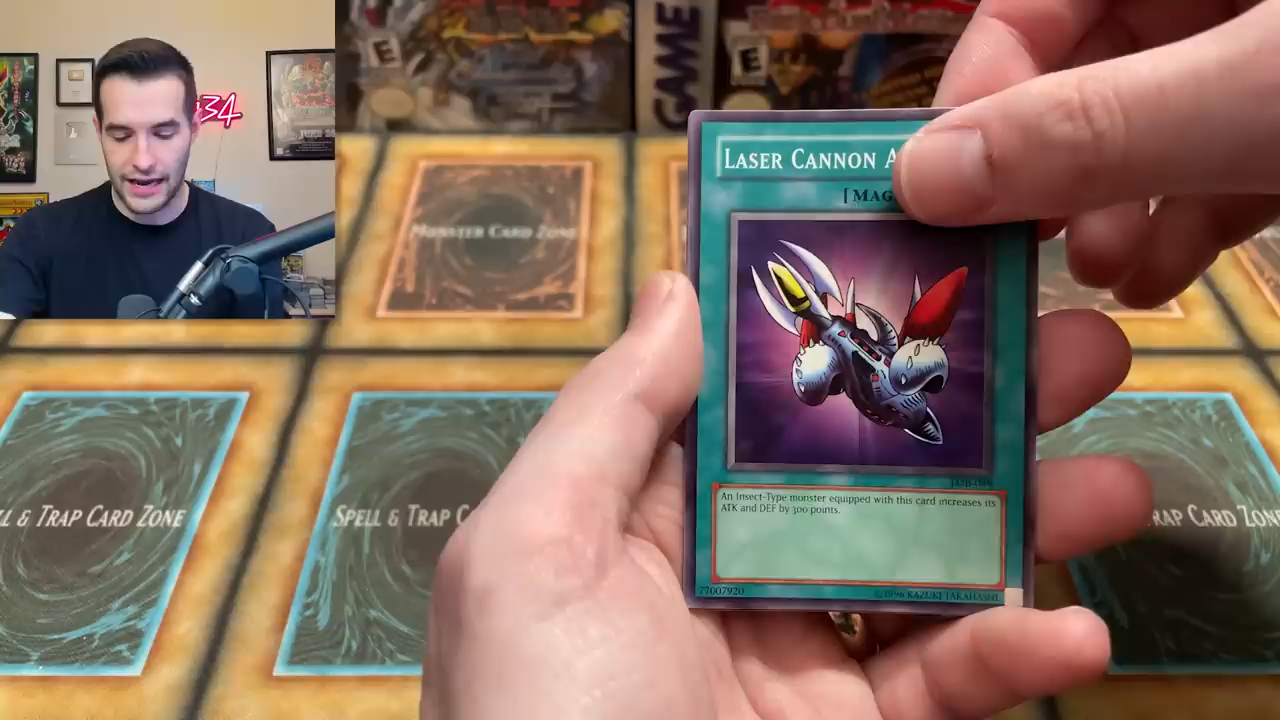 34
E
GAME
E
MONSTER CARD ZONE
LASER CANNON A
[MAG
An Insect-Type monster equipped with this card increases its
ATK and DEF by 300 points.
77007920
© 1996 KAZUKI TAKAHASHI
L & TRAP CARD ZONE
SPELL & TRAP C
RAP CARD ZONE